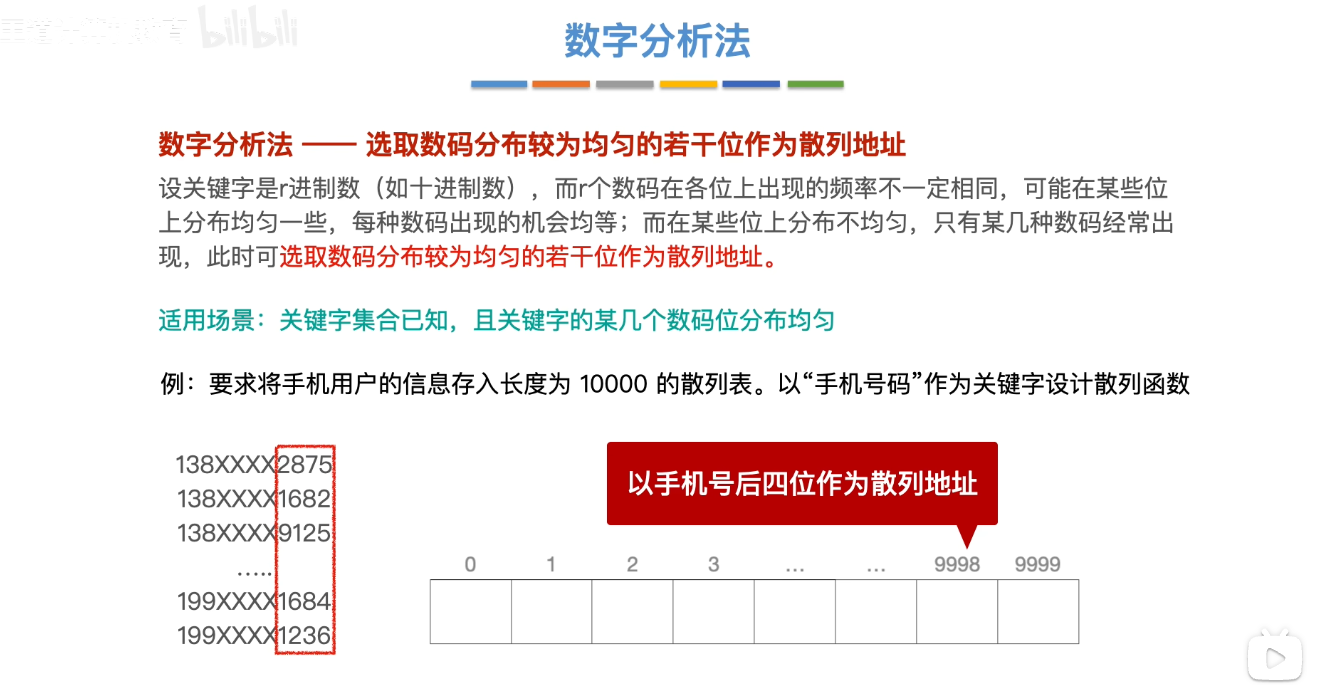 bilibili
数字分析法
数字分析法 —— 选取数码分布较为均匀的若干位作为散列地址
设关键字是r进制数（如十进制数），而r个数码在各位上出现的频率不一定相同，可能在某些位
上分布均匀一些，每种数码出现的机会均等；而在某些位上分布不均匀，只有某几种数码经常出
现，此时可选取数码分布较为均匀的若干位作为散列地址。
适用场景：关键字集合已知，且关键字的某几个数码位分布均匀
例：要求将手机用户的信息存入长度为 10000 的散列表。以“手机号码”作为关键字设计散列函数
138XXXX2875
138XXXX1682
138XXXX9125
…..
199XXXX1684
199XXXX1236
以手机号后四位作为散列地址
0 1 2 3 … … 9998 9999